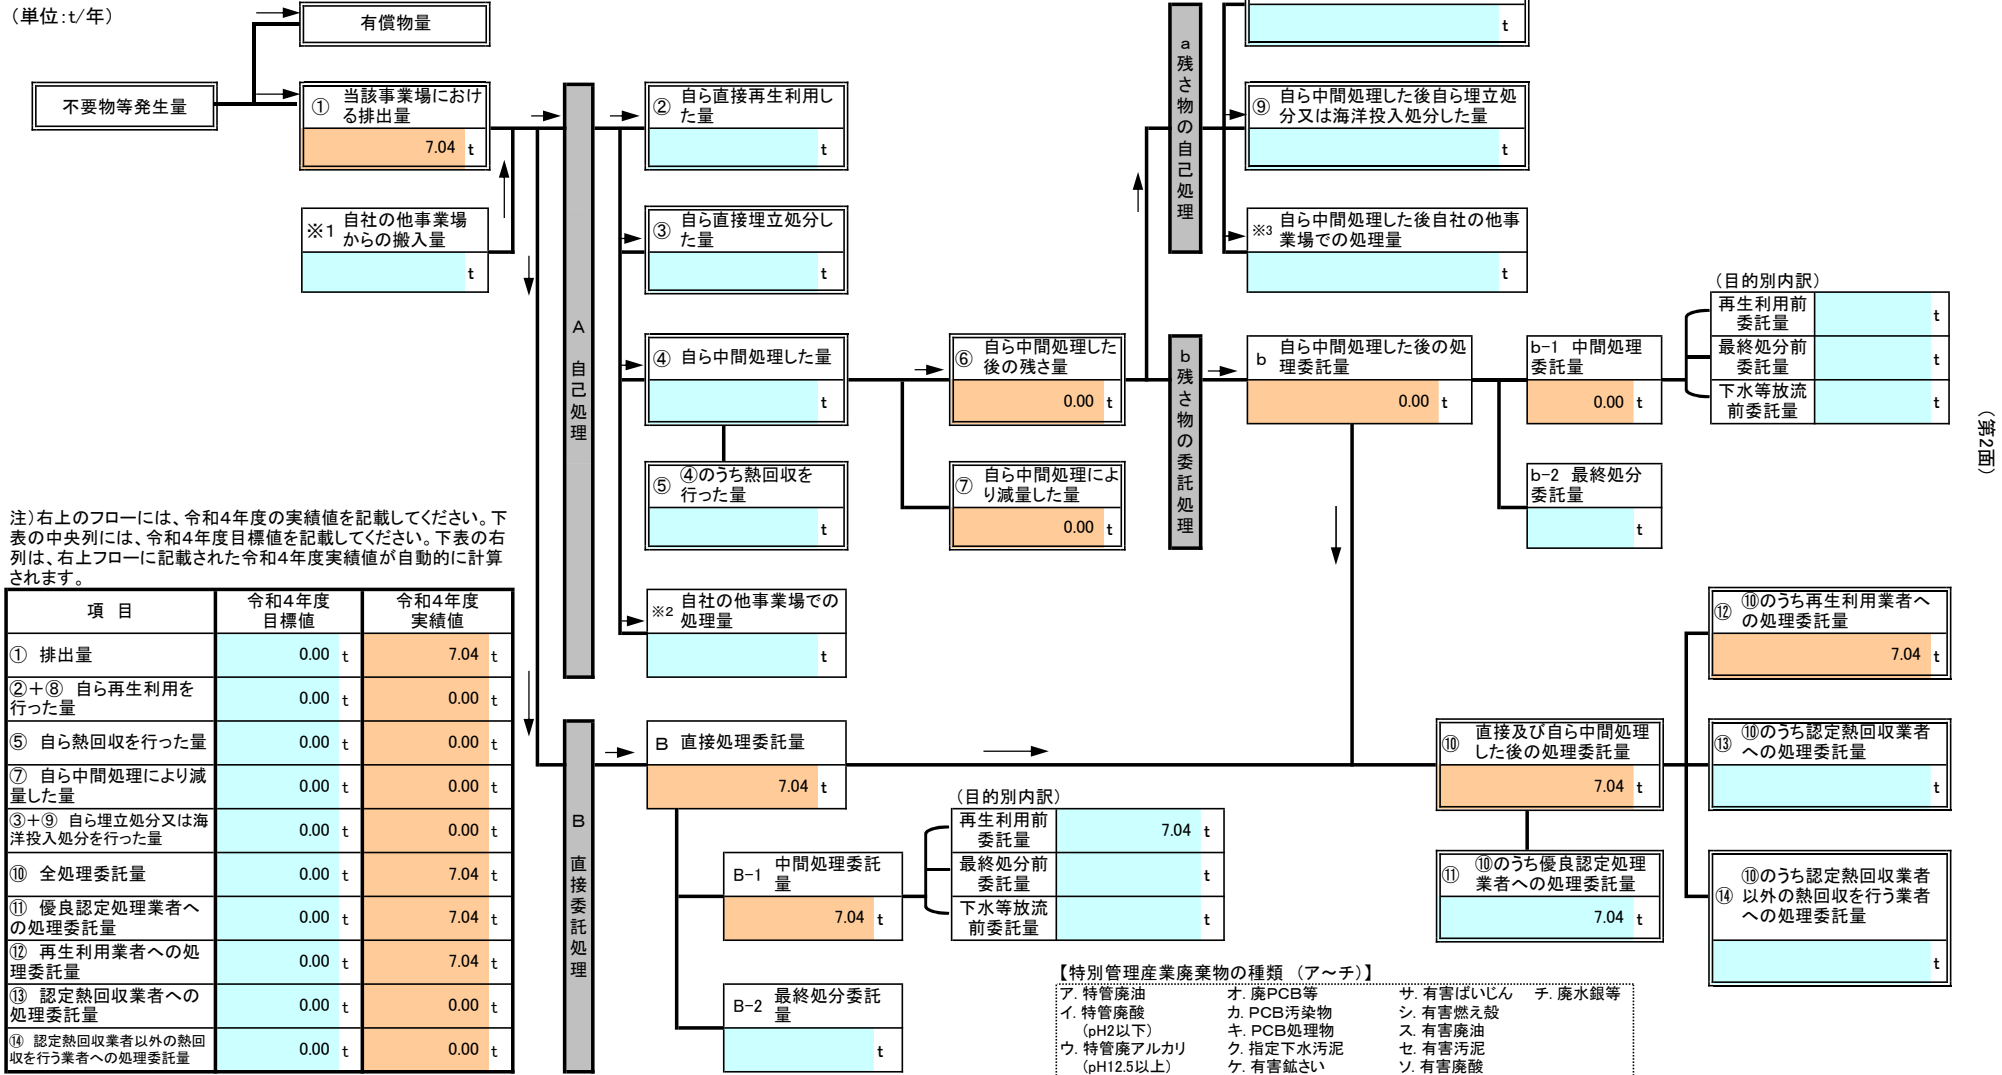 (単位:t/年)
有償物量
不要物等発生量
① 当該事業場におけ
る排出量
7.04 t
※1 自社の他事業場
からの搬入量
t
A 自己処理
② 自ら直接再生利用し
た量
t
③ 自ら直接埋立処分し
た量
t
④ 自ら中間処理した量
t
⑤ ④のうち熱回収を
行った量
t
※2 自社の他事業場での
処理量
t
⑥ 自ら中間処理した
後の残さ量
0.00 t
⑦ 自ら中間処理によ
り減量した量
0.00 t
a 残さ物の自己処理
t
⑨ 自ら中間処理した後自ら埋立処
分又は海洋投入処分した量
t
※3 自ら中間処理した後自社の他事
業場での処理量
t
b 残さ物の委託処理
b 自ら中間処理した後の処
理委託量
0.00 t
b-1 中間処理
委託量
0.00 t
b-2 最終処分
委託量
t
(目的別内訳)
再生利用前
委託量
t
最終処分前
委託量
t
下水等放流
前委託量
t
(第2面)
注)右上のフローには、令和4年度の実績値を記載してください。下
表の中央列には、令和4年度目標値を記載してください。下表の右
列は、右上フローに記載された令和4年度実績値が自動的に計算
されます。
項 目
令和4年度
目標値
令和4年度
実績値
① 排出量 0.00 t 7.04 t
②+⑧ 自ら再生利用を
行った量 0.00 t 0.00 t
⑤ 自ら熱回収を行った量 0.00 t 0.00 t
⑦ 自ら中間処理により減
量した量 0.00 t 0.00 t
③+⑨ 自ら埋立処分又は海
洋投入処分を行った量 0.00 t 0.00 t
⑩ 全処理委託量 0.00 t 7.04 t
⑪ 優良認定処理業者へ
の処理委託量 0.00 t 7.04 t
⑫ 再生利用業者への処
理委託量 0.00 t 7.04 t
⑬ 認定熱回収業者への
処理委託量 0.00 t 0.00 t
⑭ 認定熱回収業者以外の熱回
収を行う業者への処理委託量 0.00 t 0.00 t
B 直接委託処理
B 直接処理委託量
7.04 t
B-1 中間処理委託
量
7.04 t
B-2 最終処分委託
量
t
(目的別内訳)
再生利用前
委託量
7.04 t
最終処分前
委託量
t
下水等放流
前委託量
t
⑩ 直接及び自ら中間処理
した後の処理委託量
7.04 t
⑪ ⑩のうち優良認定処理
業者への処理委託量
7.04 t
⑫ ⑩のうち再生利用業者へ
の処理委託量
7.04 t
⑬ ⑩のうち認定熱回収業者
への処理委託量
t
⑭ ⑩のうち認定熱回収業者
以外の熱回収を行う業者
への処理委託量
t
【特別管理産業廃棄物の種類 (ア~チ)】
ア. 特管廃油 オ. 廃PCB等 サ. 有害ばいじん チ. 廃水銀等
イ. 特管廃酸 カ. PCB汚染物 シ. 有害燃え殻
(pH2以下) キ. PCB処理物 ス. 有害廃油
ウ. 特管廃アルカリ ク. 指定下水汚泥 セ. 有害汚泥
(pH12.5以上) ケ. 有害鉱さい ソ. 有害廃酸